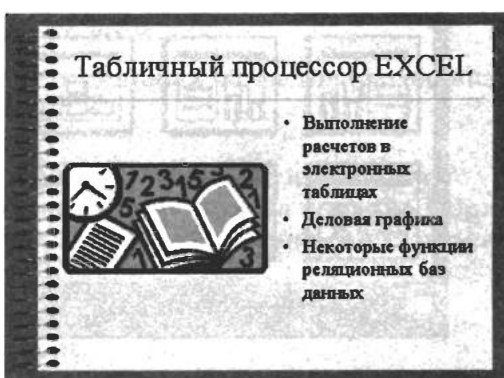 Табличный процессор EXCEL
• Выполнение
расчетов в
электронных
таблицах
• Деловая графика
• Некоторые функции
реляционных баз
данных